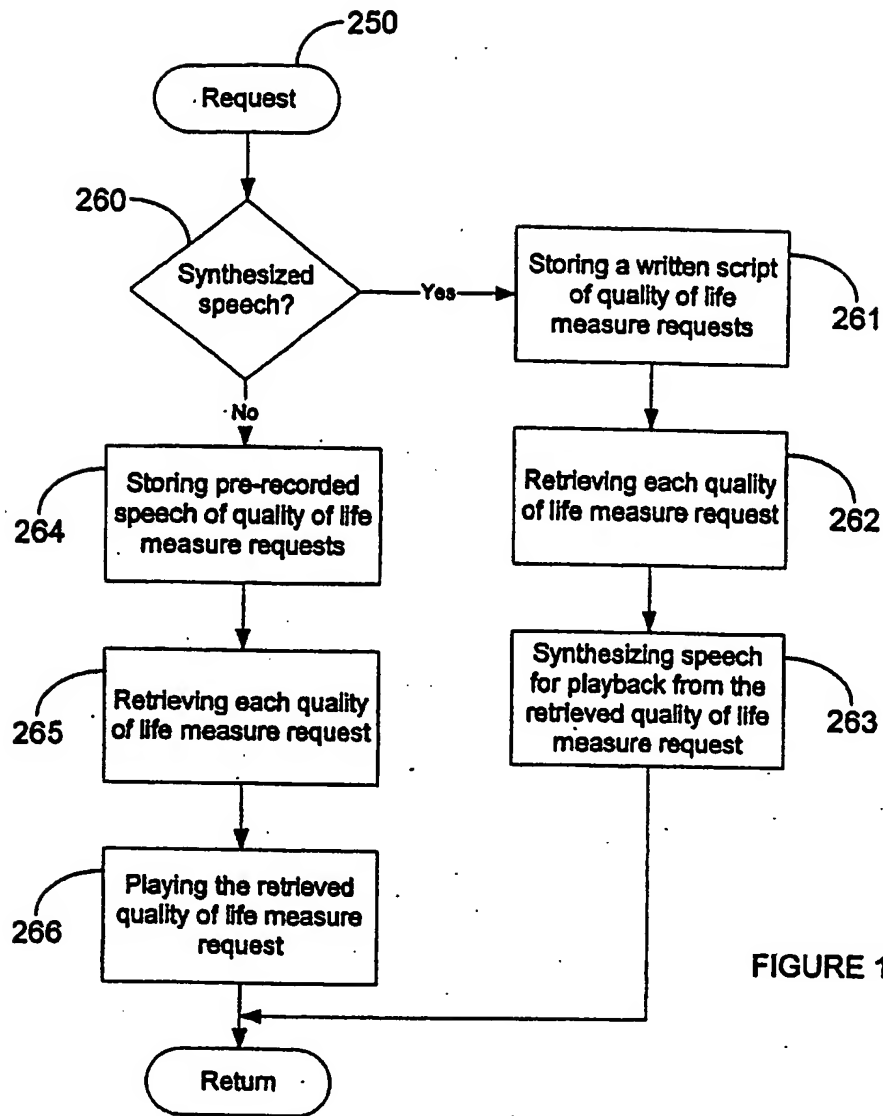 250
Request
260
Synthesized
speech?
Yes
Storing a written script
of quality of life
measure requests
261
No
264
Storing pre-recorded
speech of quality of life
measure requests
Retrieving each quality
of life measure request
262
265
Retrieving each quality
of life measure request
Synthesizing speech
for playback from the
retrieved quality of life
measure request
263
266
Playing the retrieved
quality of life measure
request
FIGURE 1
Return